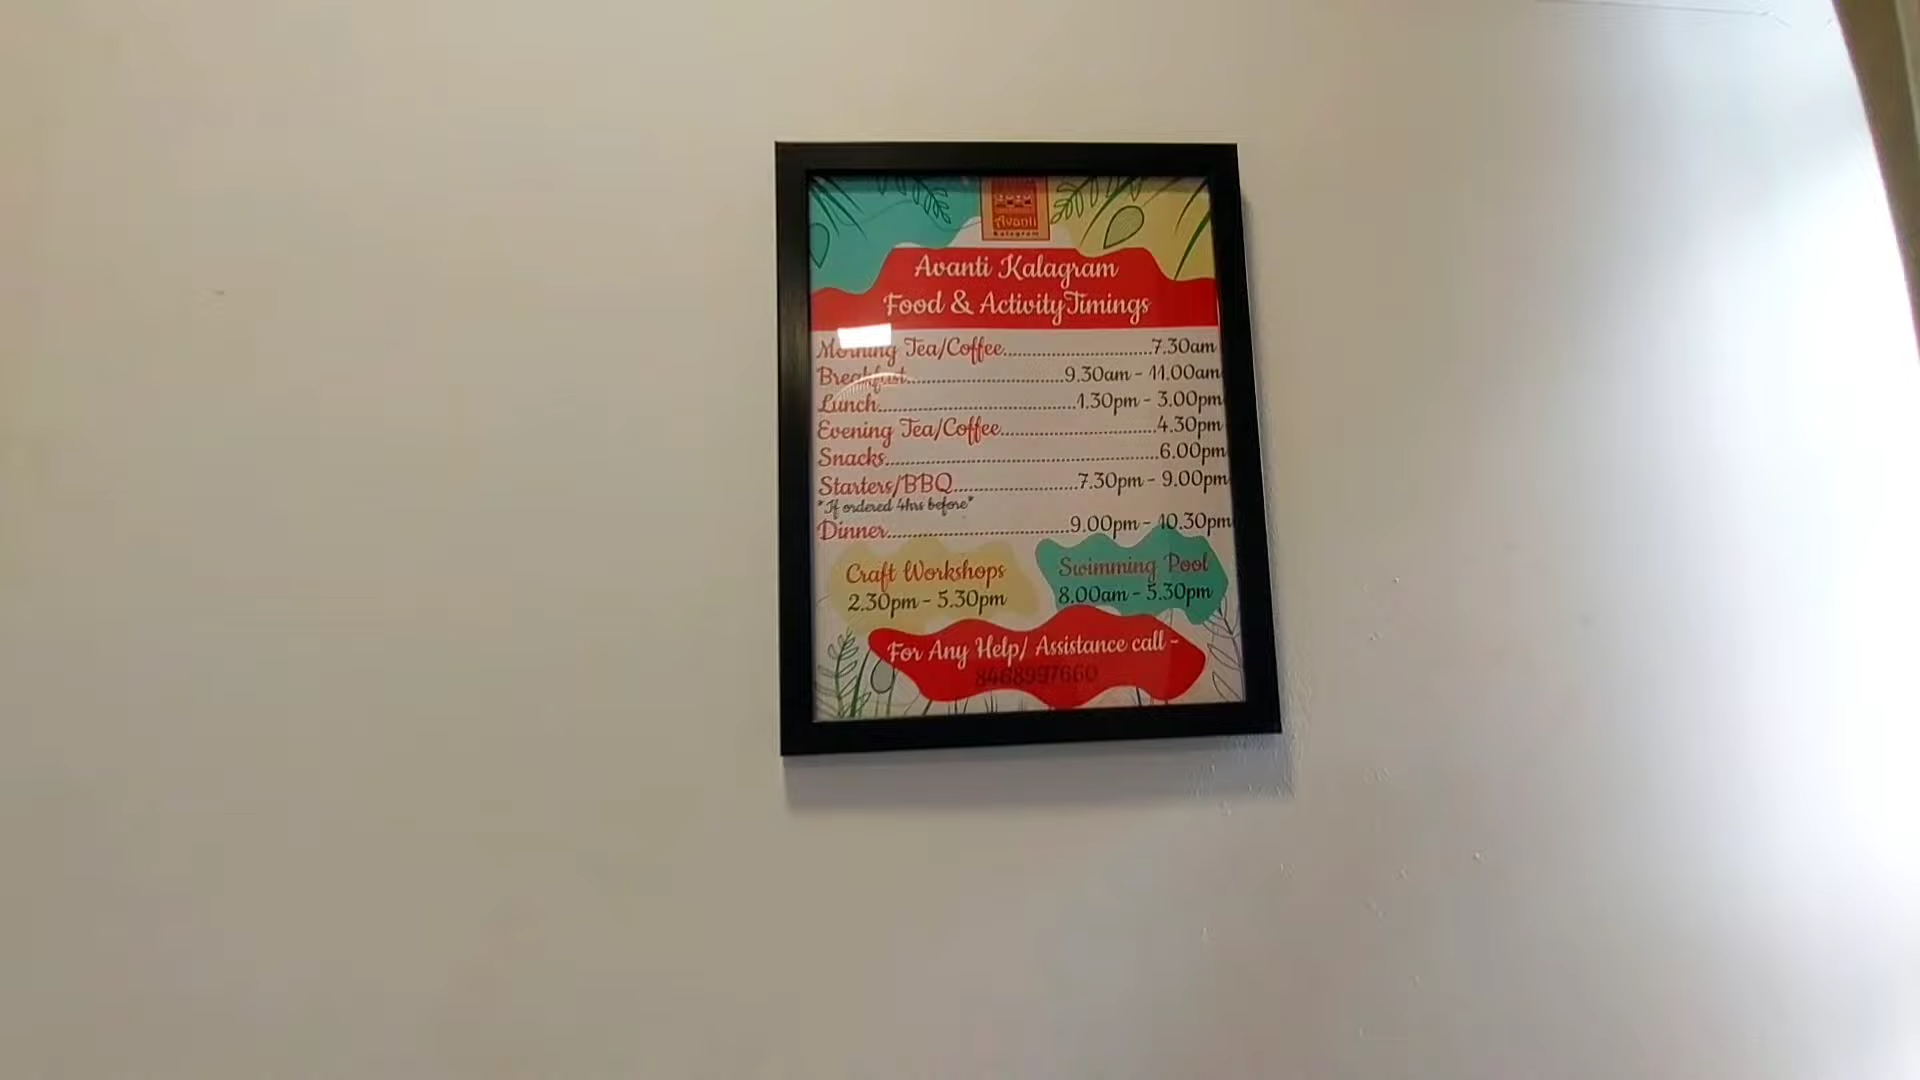 Avanti
Kalagram
Avanti Kalagram
Food & Activity Timings
Morning Tea/Coffee..............................7.30am
Breakfast................................9.30am - 11.00am
Lunch........................................1.30pm - 3.00pm
Evening Tea/Coffee...............................4.30pm
Snacks.......................................................6.00pm
Starters/BBQ.........................7.30pm - 9.00pm
*If ordered 4hrs before*
Dinner....................................9.00pm - 10.30pm
Craft Workshops
2.30pm - 5.30pm
Swimming Pool
8.00am - 5.30pm
For Any Help/ Assistance call -
8468997660